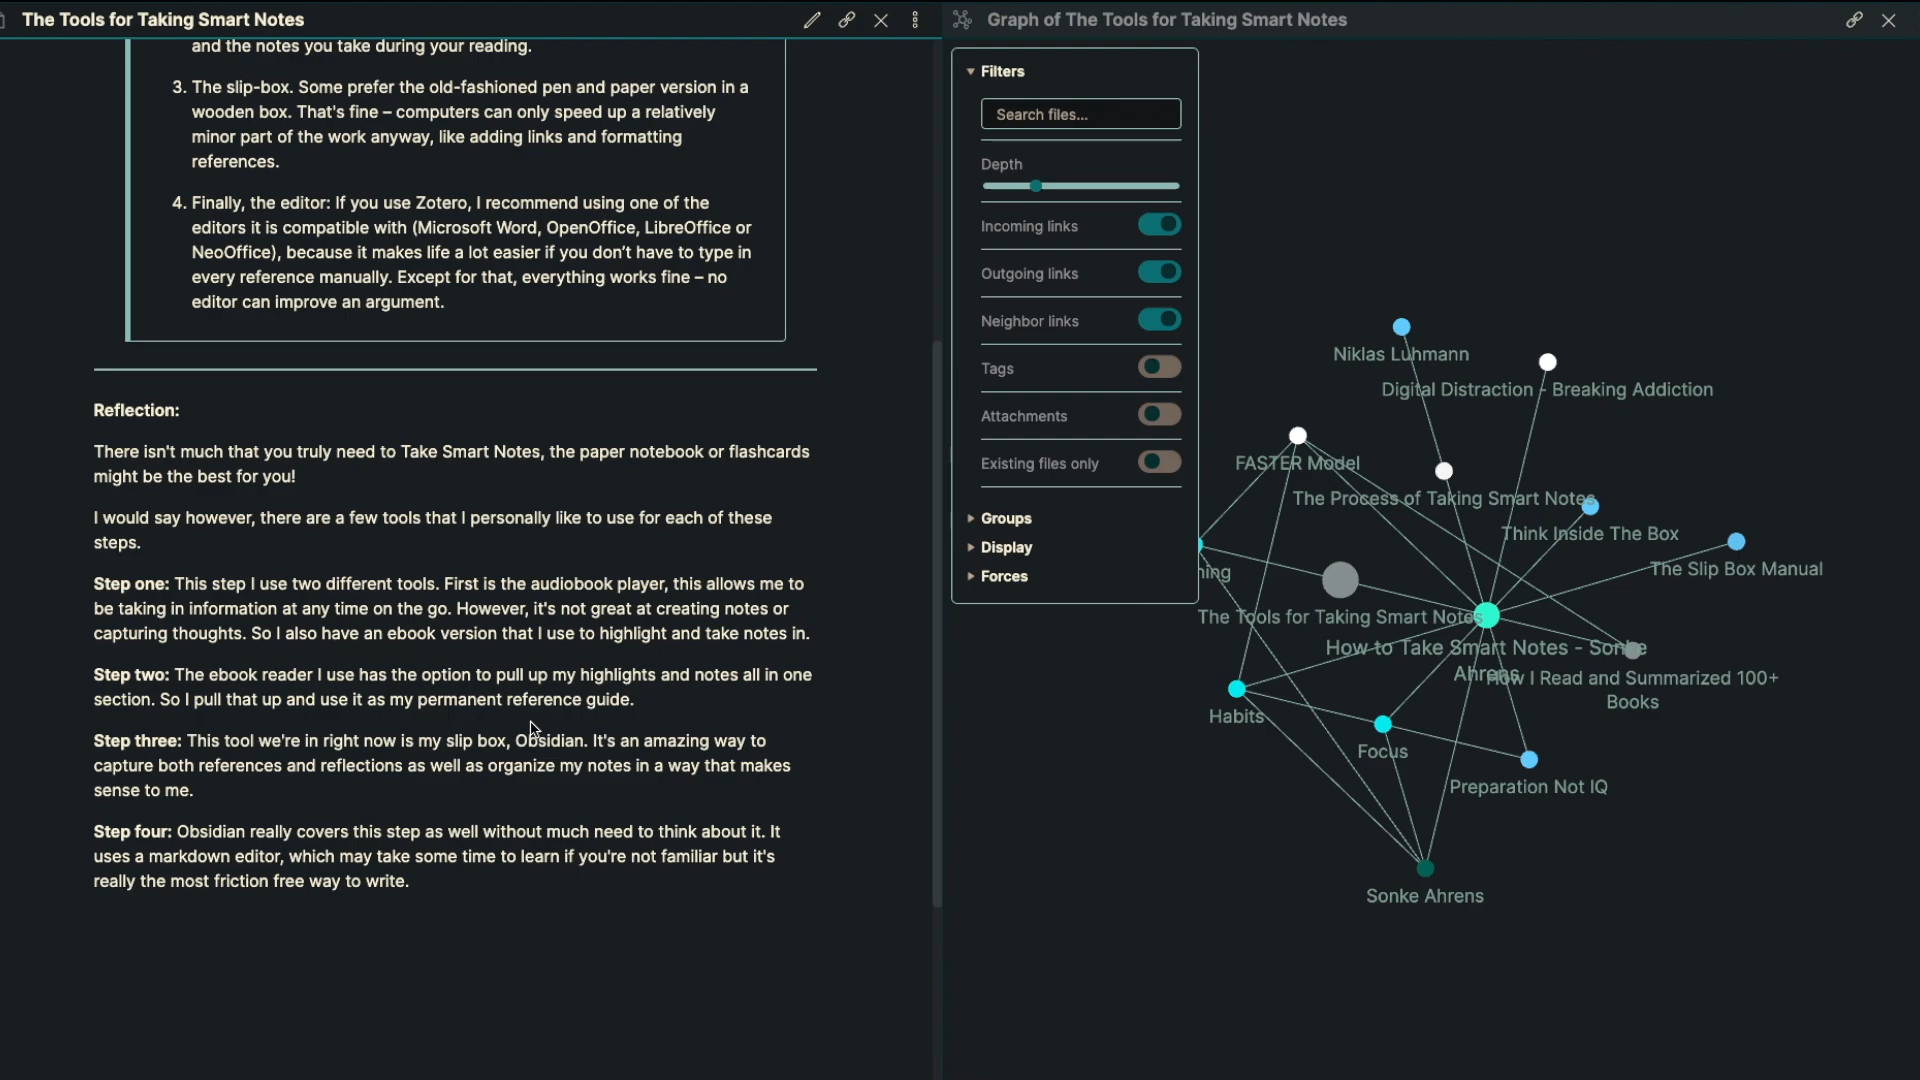 The Tools for Taking Smart Notes
and the notes you take during your reading.
3. The slip-box. Some prefer the old-fashioned pen and paper version in a
wooden box. That's fine – computers can only speed up a relatively
minor part of the work anyway, like adding links and formatting
references.
4. Finally, the editor: If you use Zotero, I recommend using one of the
editors it is compatible with (Microsoft Word, OpenOffice, LibreOffice or
NeoOffice), because it makes life a lot easier if you don’t have to type in
every reference manually. Except for that, everything works fine – no
editor can improve an argument.
Reflection:
There isn't much that you truly need to Take Smart Notes, the paper notebook or flashcards
might be the best for you!
I would say however, there are a few tools that I personally like to use for each of these
steps.
Step one: This step I use two different tools. First is the audiobook player, this allows me to
be taking in information at any time on the go. However, it's not great at creating notes or
capturing thoughts. So I also have an ebook version that I use to highlight and take notes in.
Step two: The ebook reader I use has the option to pull up my highlights and notes all in one
section. So I pull that up and use it as my permanent reference guide.
Step three: This tool we're in right now is my slip box, Obsidian. It's an amazing way to
capture both references and reflections as well as organize my notes in a way that makes
sense to me.
Step four: Obsidian really covers this step as well without much need to think about it. It
uses a markdown editor, which may take some time to learn if you're not familiar but it's
really the most friction free way to write.
Graph of The Tools for Taking Smart Notes
Filters
Search files...
Depth
Incoming links
Outgoing links
Neighbor links
Tags
Attachments
Existing files only
Groups
Display
Forces
Niklas Luhmann
Digital Distraction - Breaking Addiction
FASTER Model
The Process of Taking Smart Notes
Think Inside The Box
The Slip Box Manual
The Tools for Taking Smart Notes
How to Take Smart Notes - Sonke
Ahrens
How I Read and Summarized 100+
Books
Habits
Focus
Preparation Not IQ
Sonke Ahrens